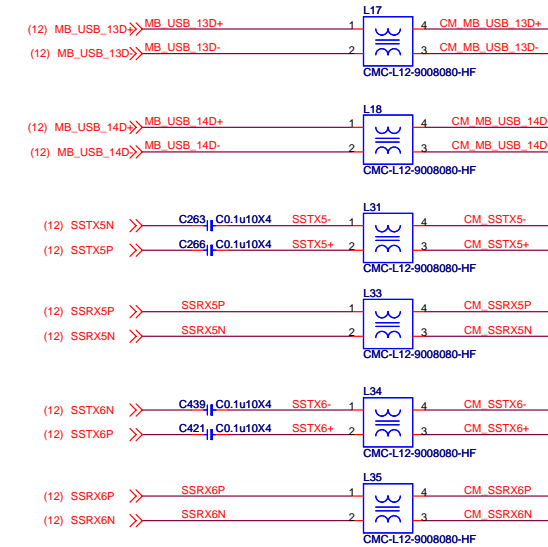 L17
(12) MB_USB_13D+ MB_USB_13D+ 1 4 CM_MB_USB_13D+
(12) MB_USB_13D- MB_USB_13D- 2 3 CM_MB_USB_13D-
CMC-L12-9008080-HF
L18
(12) MB_USB_14D+ MB_USB_14D+ 1 4 CM_MB_USB_14D
(12) MB_USB_14D- MB_USB_14D- 2 3 CM_MB_USB_14D
CMC-L12-9008080-HF
L31
(12) SSTX5N C263 C0.1u10X4 SSTX5- 1 4 CM_SSTX5-
(12) SSTX5P C266 C0.1u10X4 SSTX5+ 2 3 CM_SSTX5+
CMC-L12-9008080-HF
L33
(12) SSRX5P SSRX5P 1 4 CM_SSRX5P
(12) SSRX5N SSRX5N 2 3 CM_SSRX5N
CMC-L12-9008080-HF
L34
(12) SSTX6N C439 C0.1u10X4 SSTX6- 1 4 CM_SSTX6-
(12) SSTX6P C421 C0.1u10X4 SSTX6+ 2 3 CM_SSTX6+
CMC-L12-9008080-HF
L35
(12) SSRX6P SSRX6P 1 4 CM_SSRX6P
(12) SSRX6N SSRX6N 2 3 CM_SSRX6N
CMC-L12-9008080-HF